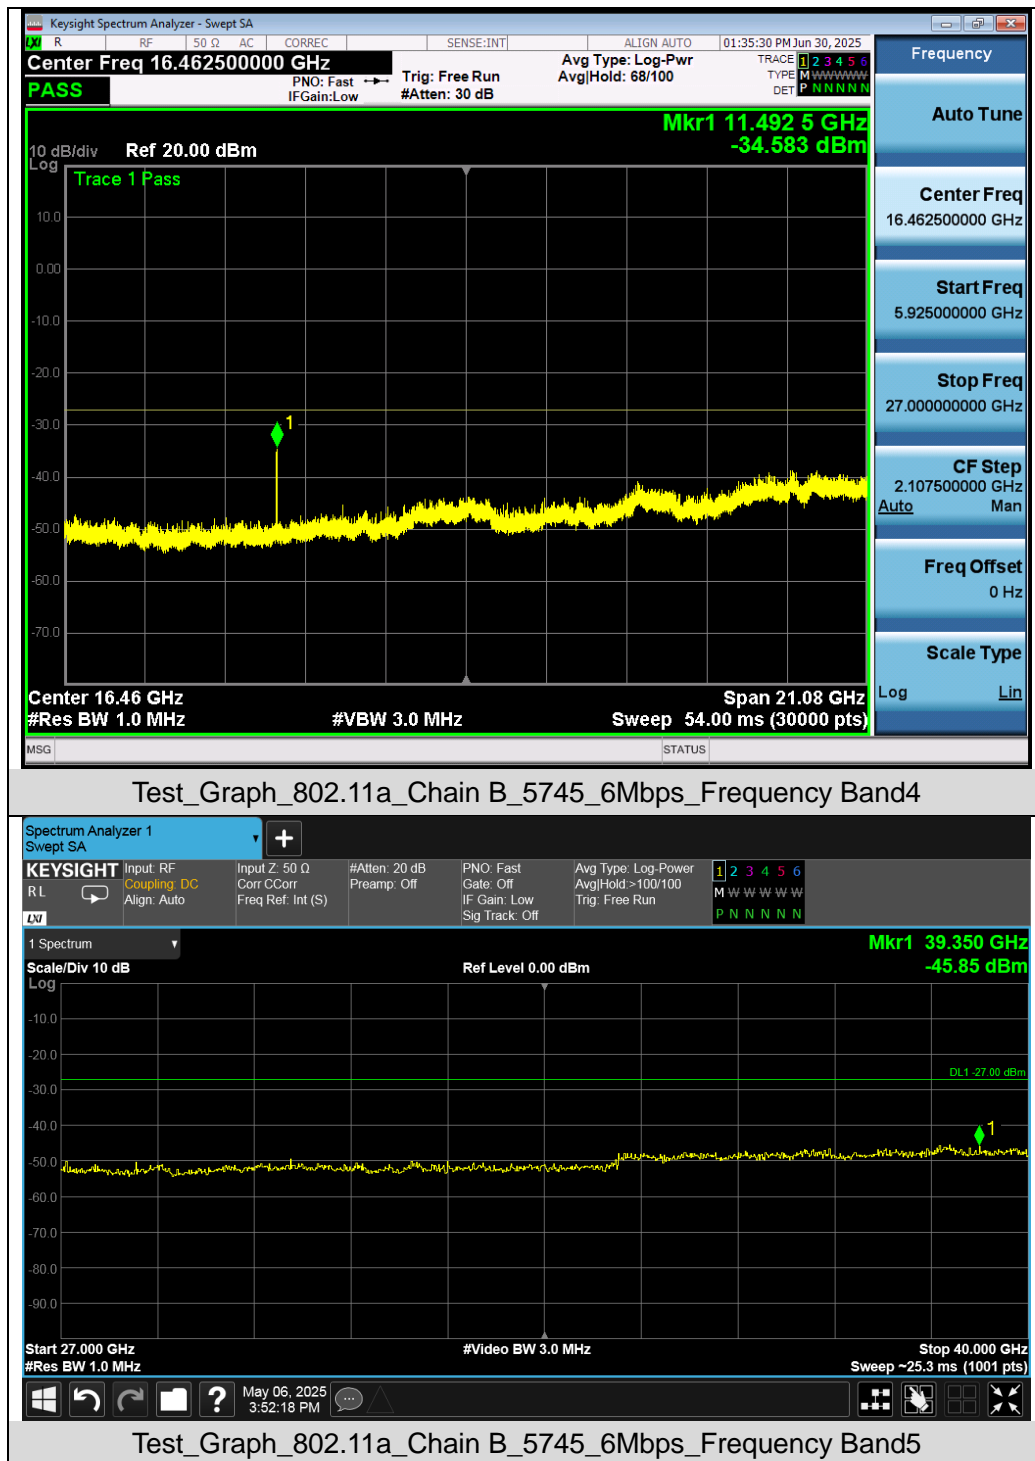 Keysight Spectrum Analyzer - Swept SA
LXI R RF 50 Ω AC CORREC SENSE:INT ALIGN AUTO 01:35:30 PM Jun 30, 2025
Center Freq 16.462500000 GHz
PASS
PNO: Fast
IFGain:Low
Trig: Free Run
#Atten: 30 dB
Avg Type: Log-Pwr
Avg|Hold: 68/100
TRACE 1 2 3 4 5 6
TYPE M W W W W W
DET P N N N N N
Mkr1 11.492 5 GHz
-34.583 dBm
10 dB/div Ref 20.00 dBm
Log
Trace 1 Pass
10.0
0.00
-10.0
-20.0
-30.0
-40.0
-50.0
-60.0
-70.0
1
Center 16.46 GHz Span 21.08 GHz
#Res BW 1.0 MHz #VBW 3.0 MHz Sweep 54.00 ms (30000 pts)
MSG STATUS
Frequency
Auto Tune
Center Freq
16.462500000 GHz
Start Freq
5.925000000 GHz
Stop Freq
27.000000000 GHz
CF Step
2.107500000 GHz
Auto Man
Freq Offset
0 Hz
Scale Type
Log Lin
Test_Graph_802.11a_Chain B_5745_6Mbps_Frequency Band4
Spectrum Analyzer 1
Swept SA
+
KEYSIGHT
RL
LXI
Input: RF
Coupling: DC
Align: Auto
Input Z: 50 Ω
Corr CCorr
Freq Ref: Int (S)
#Atten: 20 dB
Preamp: Off
PNO: Fast
Gate: Off
IF Gain: Low
Sig Track: Off
Avg Type: Log-Power
Avg|Hold:>100/100
Trig: Free Run
1 2 3 4 5 6
M W W W W W
P N N N N N
1 Spectrum
Mkr1 39.350 GHz
-45.85 dBm
Scale/Div 10 dB Ref Level 0.00 dBm
Log
-10.0
-20.0
-30.0
-40.0
-50.0
-60.0
-70.0
-80.0
-90.0
DL1 -27.00 dBm
1
Start 27.000 GHz #Video BW 3.0 MHz Stop 40.000 GHz
#Res BW 1.0 MHz Sweep ~25.3 ms (1001 pts)
?
May 06, 2025
3:52:18 PM
Test_Graph_802.11a_Chain B_5745_6Mbps_Frequency Band5